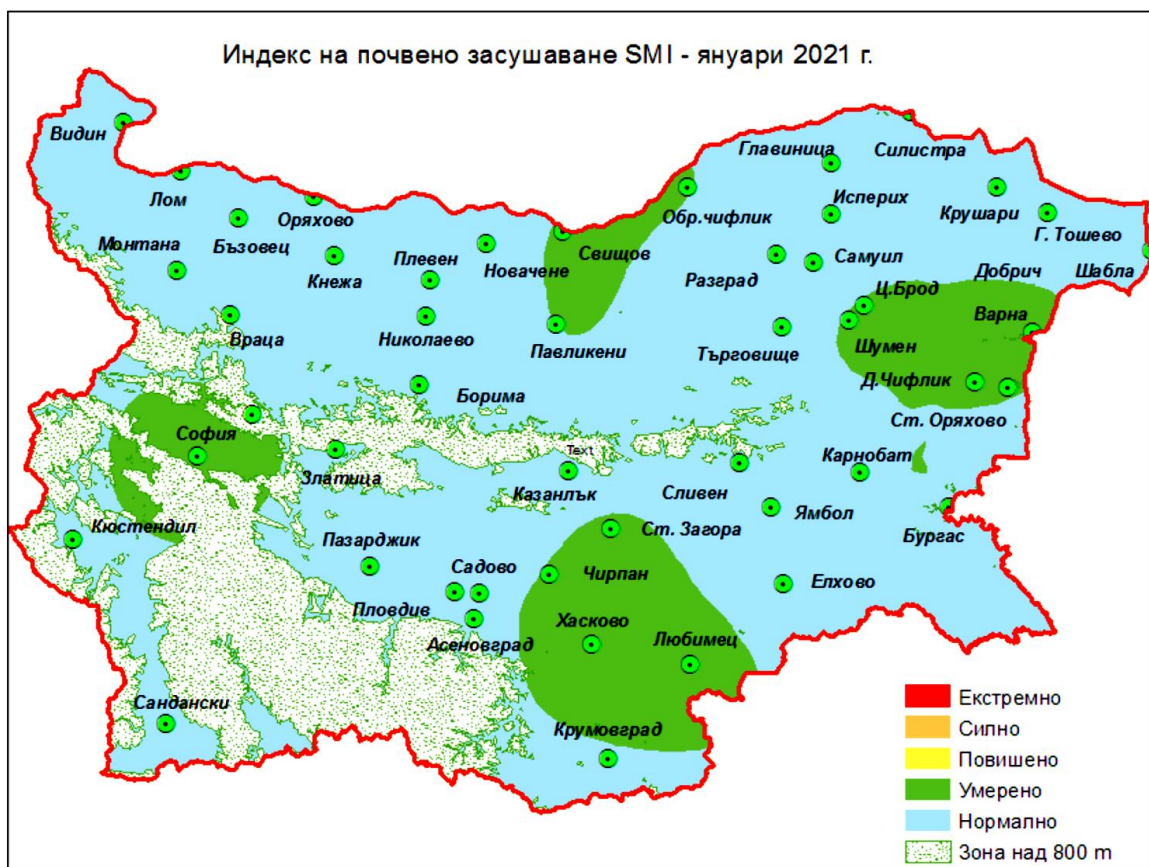 Индекс на почвено засушаване SMI - януари 2021 г.
Видин
Главиница
Силистра
Лом
Оряхово
Обр.чифлик
Исперих
Крушари
Г. Тошево
Монтана
Бъзовец
Кнежа
Плевен
Новачене
Свищов
Разград
Самуил
Добрич
Шабла
Ц.Брод
Варна
Враца
Николаево
Павликени
Търговище
Шумен
Д.Чифлик
Борима
Ст. Оряхово
София
Златица
Text
Казанлък
Сливен
Карнобат
Кюстендил
Пазарджик
Ст. Загора
Ямбол
Бургас
Садово
Чирпан
Елхово
Пловдив
Асеновград
Хасково
Любимец
Сандански
Крумовград
Екстремно
Силно
Повишено
Умерено
Нормално
Зона над 800 m